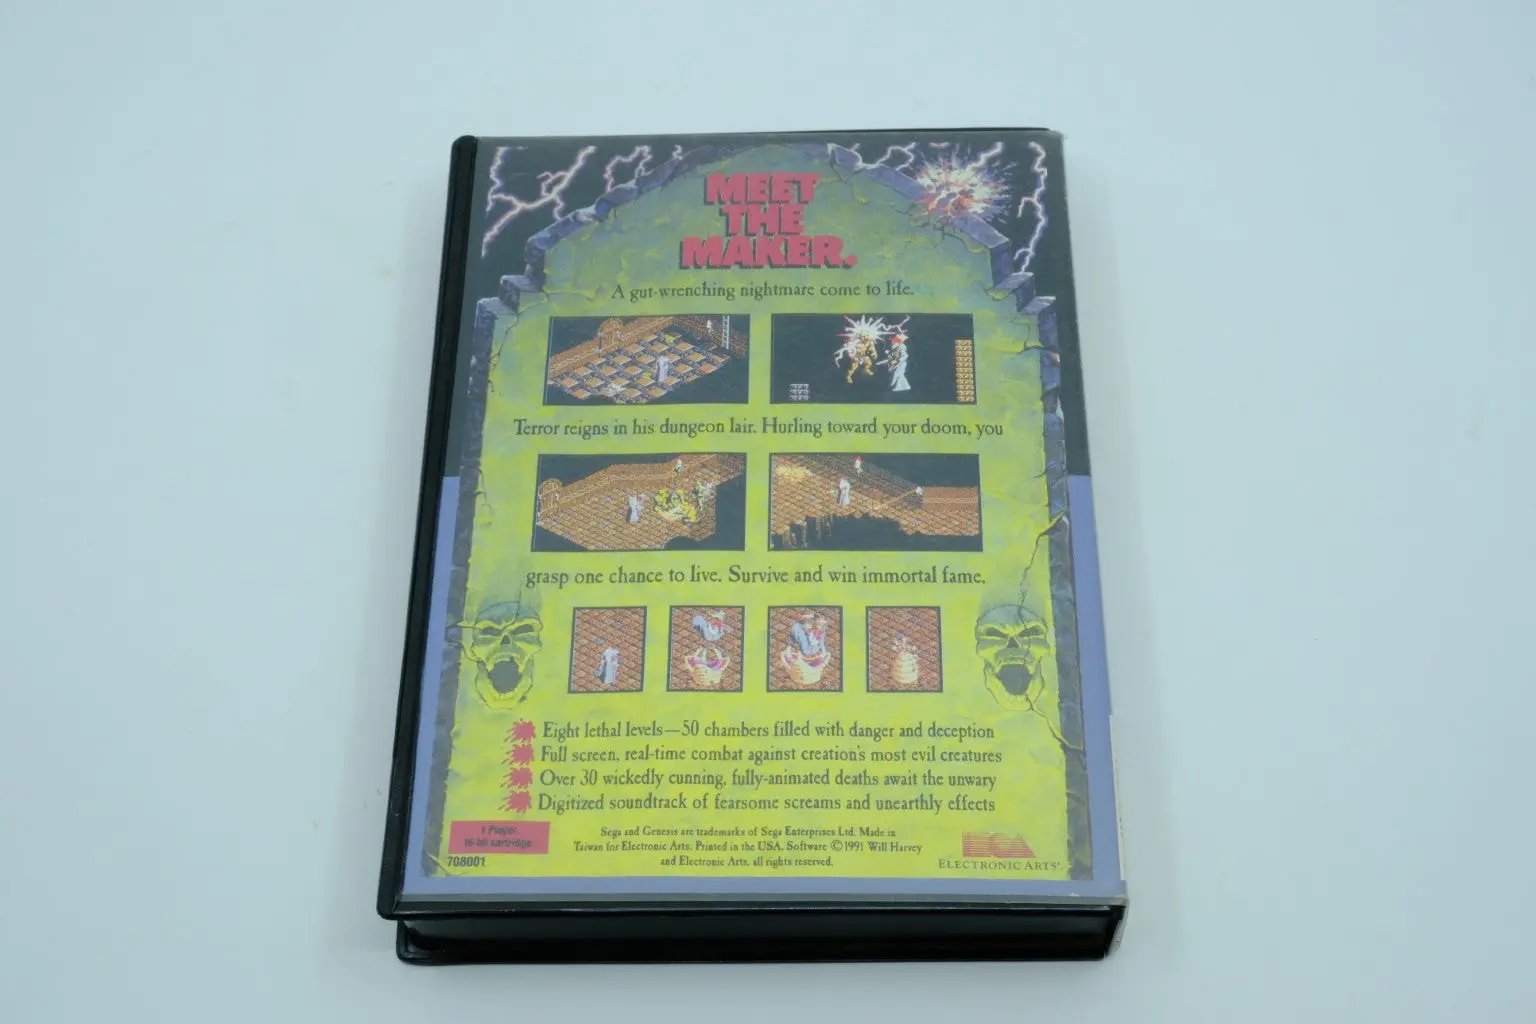 MEET
THE
MAKER.
A gut-wrenching nightmare come to life.
Terror reigns in his dungeon lair. Hurling toward your doom, you
grasp one chance to live. Survive and win immortal fame.
Eight lethal levels—50 chambers filled with danger and deception
Full screen, real-time combat against creation's most evil creatures
Over 30 wickedly cunning, fully-animated deaths await the unwary
Digitized soundtrack of fearsome screams and unearthly effects
1 Player
16-bit cartridge
708001
Sega and Genesis are trademarks of Sega Enterprises Ltd. Made in
Taiwan for Electronic Arts. Printed in the USA. Software ©1991 Will Harvey
and Electronic Arts, all rights reserved.
ELECTRONIC ARTS®